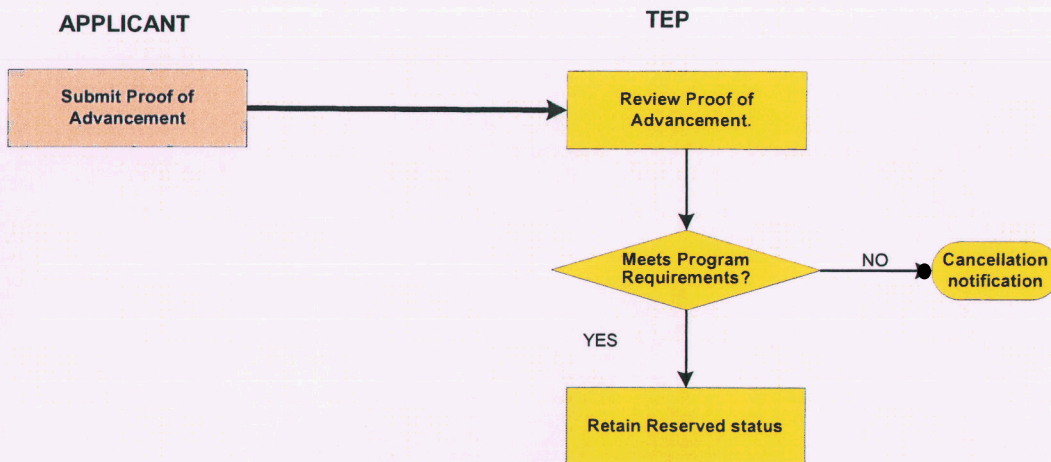 APPLICANT
TEP
Submit Proof of
Advancement
Review Proof of
Advancement.
Meets Program
Requirements?
NO
Cancellation
notification
YES
Retain Reserved status